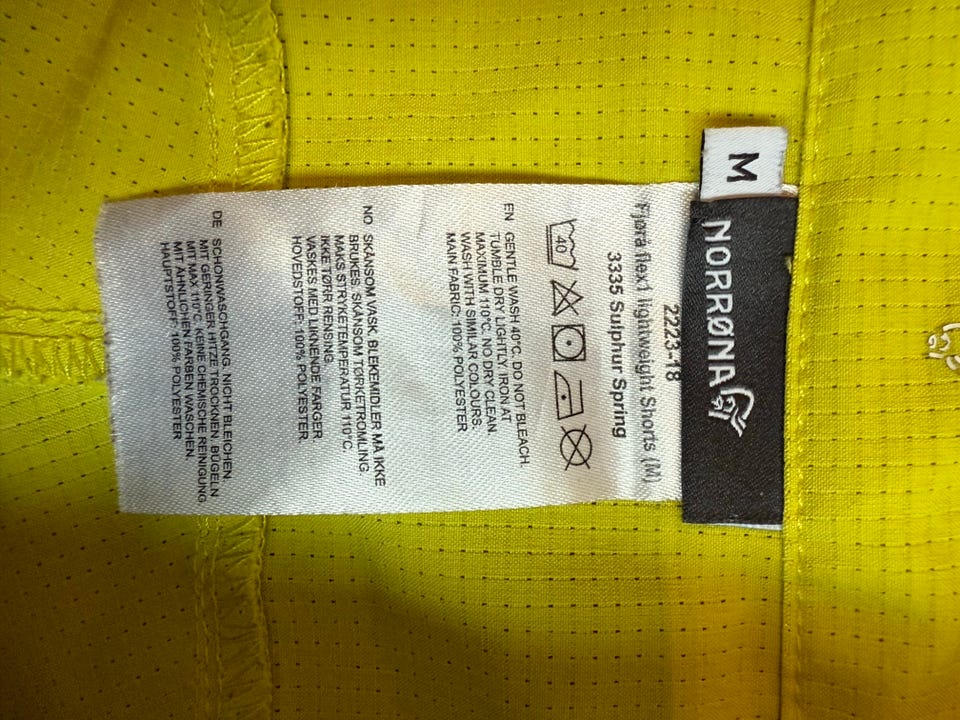 M
NORRØNA
2223-18
Fjørå flex1 lightweight Shorts (M)
3335 Sulphur Spring
40
EN GENTLE WASH 40°C. DO NOT BLEACH.
TUMBLE DRY LIGHTLY. IRON AT
MAXIMUM 110°C. NO DRY CLEAN.
WASH WITH SIMILAR COLOURS.
MAIN FABRIC: 100% POLYESTER
NO SKÅNSOM VASK. BLEKEMIDLER MÅ IKKE
BRUKES. SKÅNSOM TØRKETROMLING.
MAKS STRYKETEMPERATUR 110°C.
IKKE TØRR RENSING.
VASKES MED LIKNENDE FARGER
HOVEDSTOFF: 100% POLYESTER
DE SCHONWASCHGANG. NICHT BLEICHEN.
MIT GERINGER HITZE TROCKNEN. BÜGELN
MIT MAX. 110°C. KEINE CHEMISCHE REINIGUNG
MIT ÄHNLICHEN FARBEN WASCHEN.
HAUPTSTOFF: 100% POLYESTER